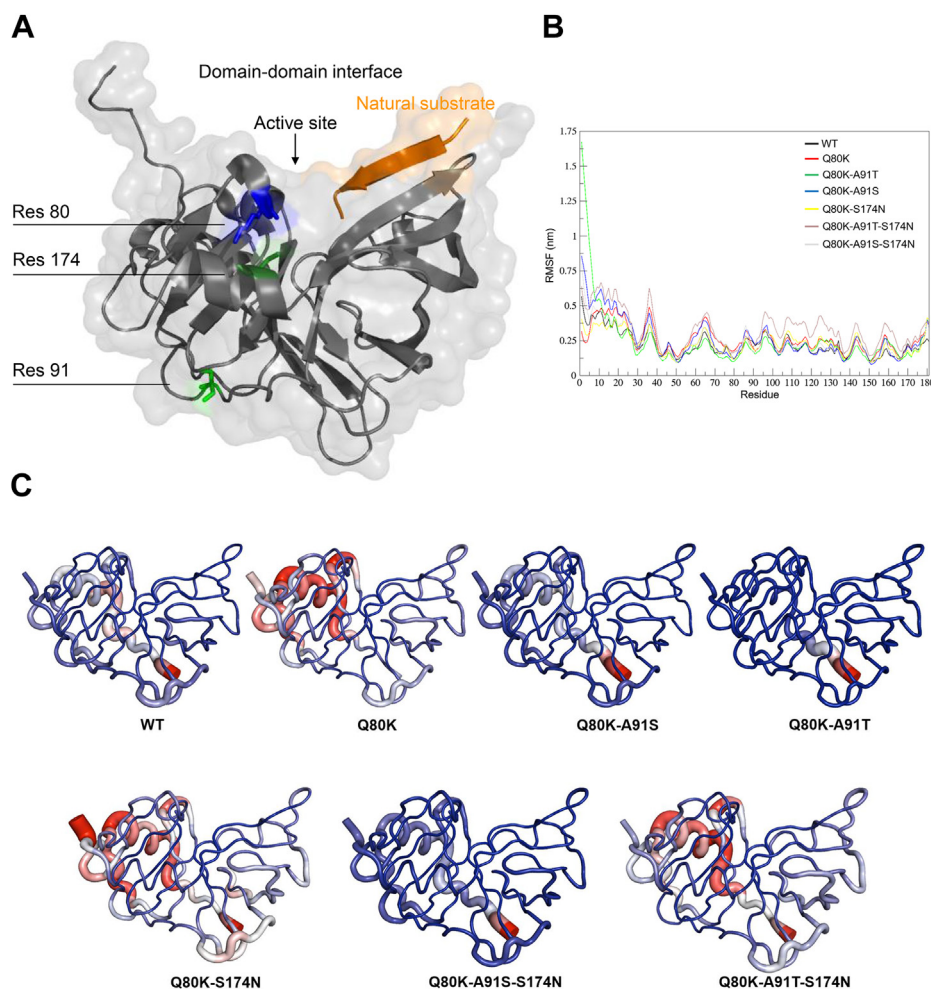 A
B
Domain-domain interface
Natural substrate
Active site
Res 80
Res 174
Res 91
1.75
1.5
1.25
1
0.75
0.5
0.25
0
RMSF (nm)
WT
Q80K
Q80K-A91T
Q80K-A91S
Q80K-S174N
Q80K-A91T-S174N
Q80K-A91S-S174N
0 10 20 30 40 50 60 70 80 90 100 110 120 130 140 150 160 170 180
Residue
C
WT
Q80K
Q80K-A91S
Q80K-A91T
Q80K-S174N
Q80K-A91S-S174N
Q80K-A91T-S174N